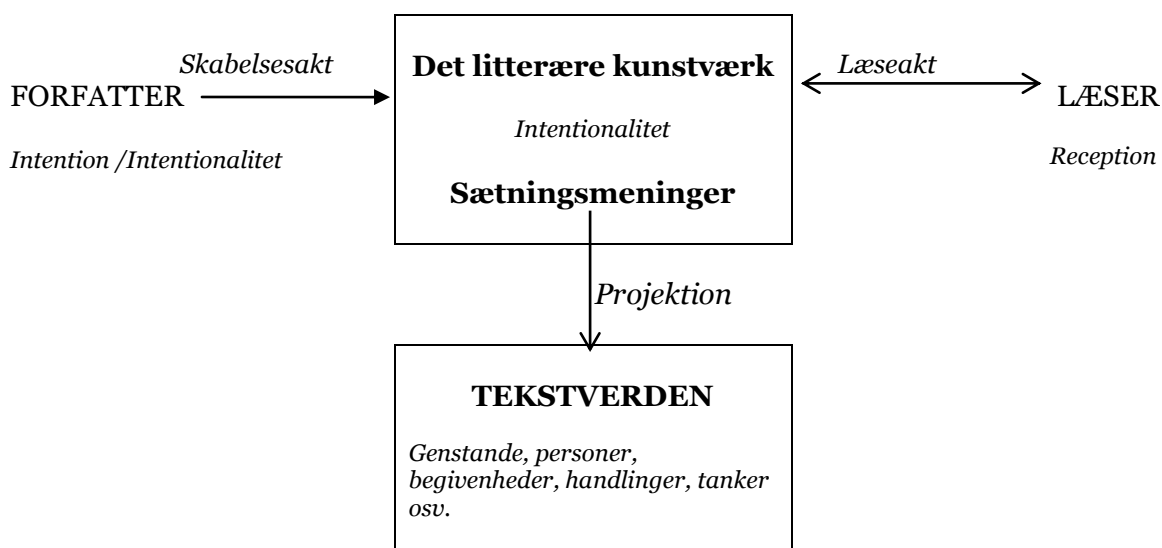 Skabelsesakt
FORFATTER
Intention /Intentionalitet
Det litterære kunstværk
Intentionalitet
Sætningsmeninger
Læseakt
LÆSER
Reception
Projektion
TEKSTVERDEN
Genstande, personer,
begivenheder, handlinger, tanker
osv.